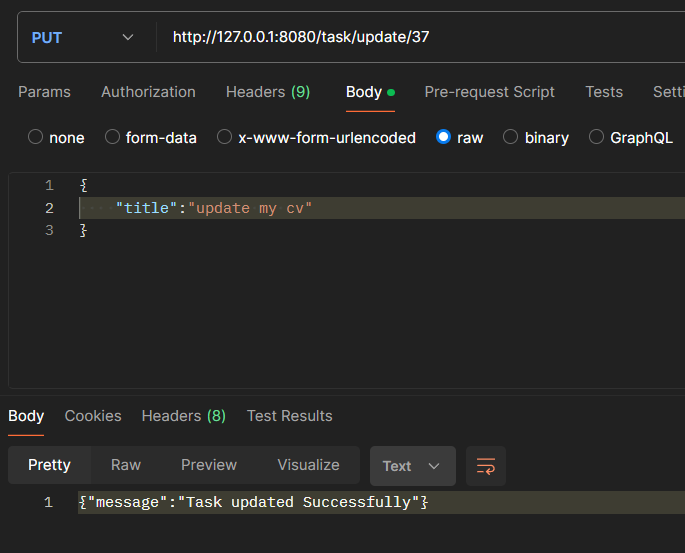 PUT http://127.0.0.1:8080/task/update/37
Params Authorization Headers (9) Body Pre-request Script Tests Setti
none form-data x-www-form-urlencoded raw binary GraphQL
1 {
2 "title":"update my cv"
3 }
Body Cookies Headers (8) Test Results
Pretty Raw Preview Visualize Text
1 {"message":"Task updated Successfully"}